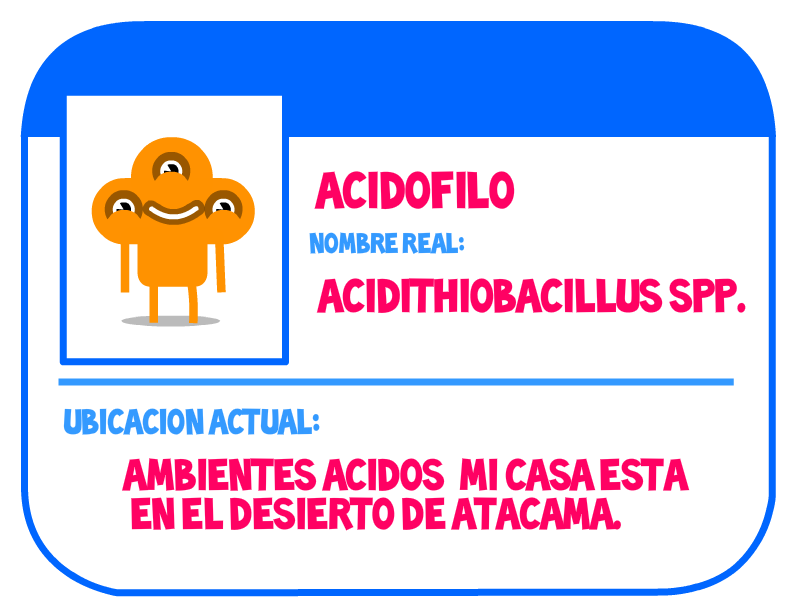 ACIDOFILO
NOMBRE REAL:
ACIDITHIOBACILLUS SPP.
UBICACION ACTUAL:
AMBIENTES ACIDOS MI CASA ESTA
EN EL DESIERTO DE ATACAMA.